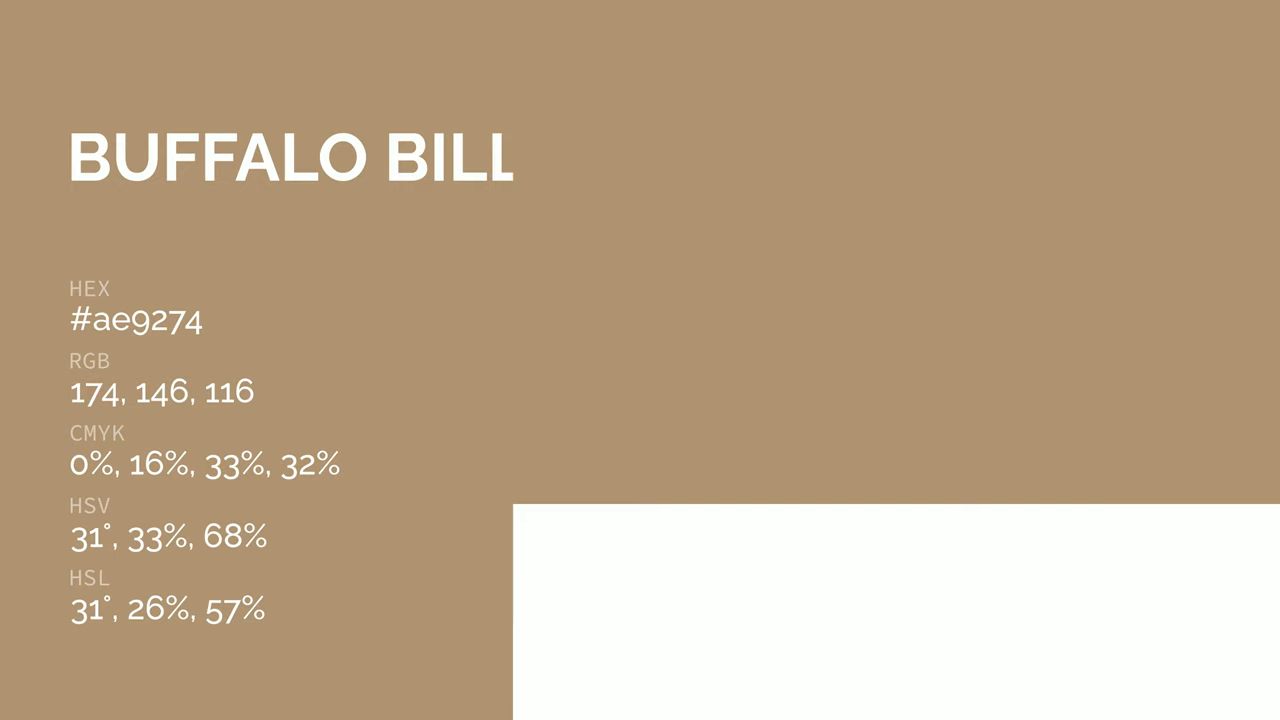 BUFFALO BILL
HEX
#ae9274
RGB
174, 146, 116
CMYK
0%, 16%, 33%, 32%
HSV
31°, 33%, 68%
HSL
31°, 26%, 57%